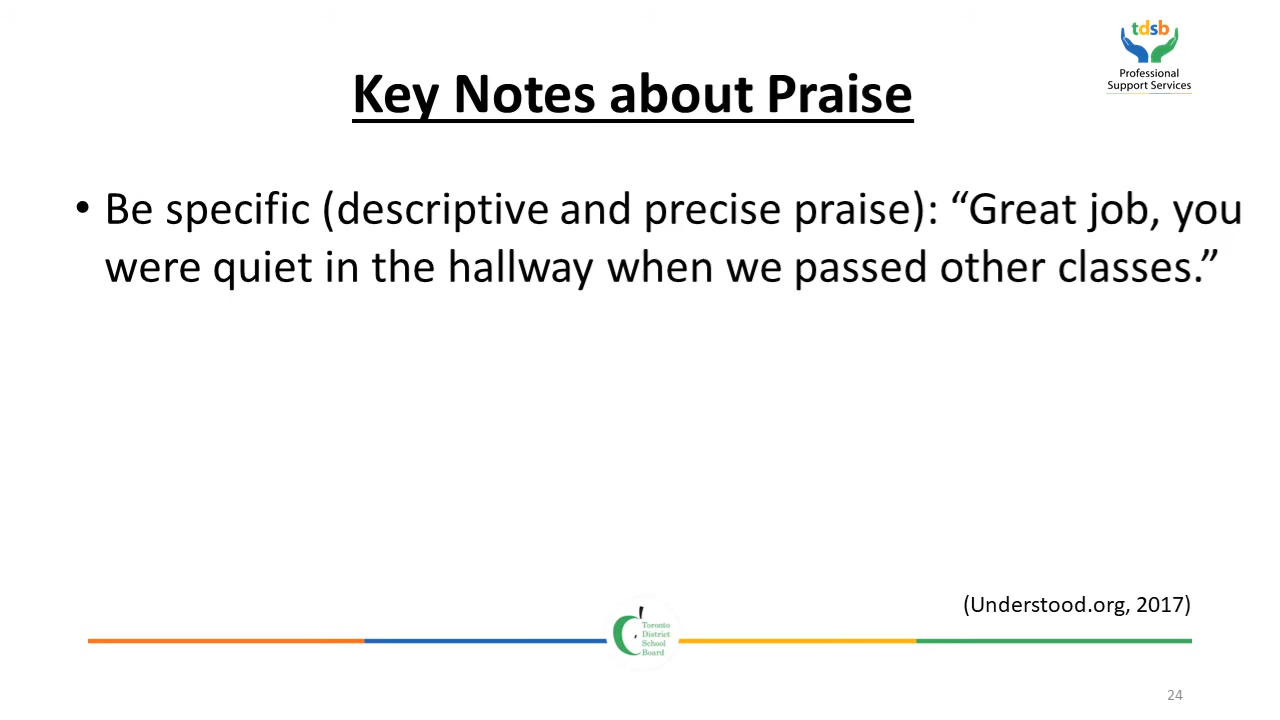 tdsb
Professional
Support Services
Key Notes about Praise
• Be specific (descriptive and precise praise): “Great job, you
were quiet in the hallway when we passed other classes.”
(Understood.org, 2017)
Toronto
District
School
Board
24